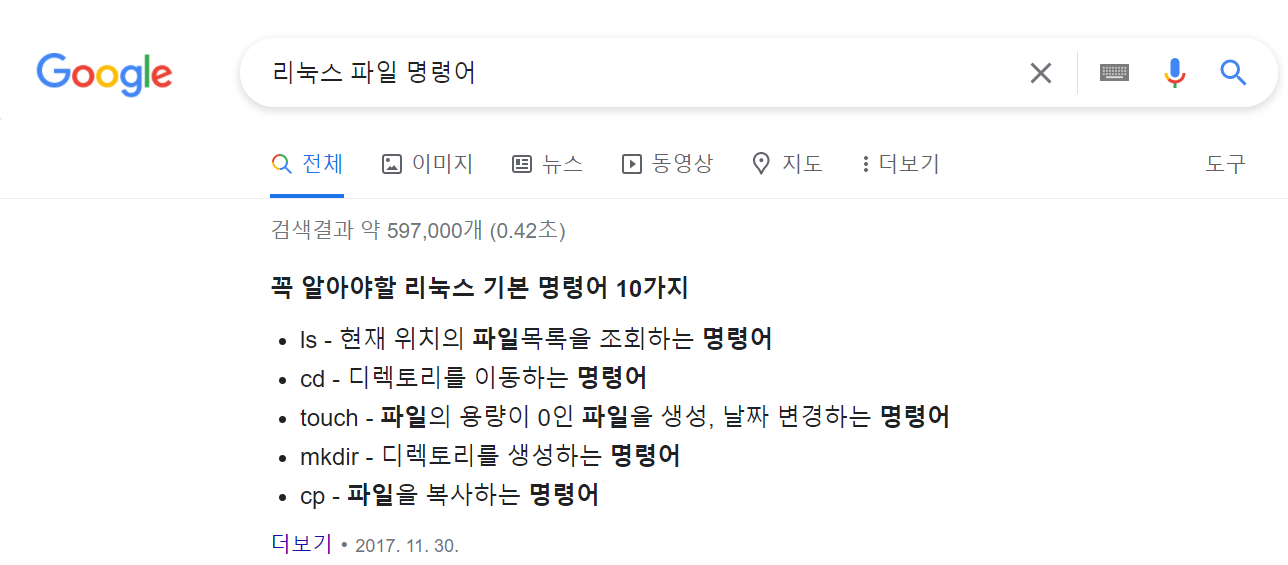 Google
리눅스 파일 명령어
전체 이미지 뉴스 동영상 지도 더보기 도구
검색결과 약 597,000개 (0.42초)
꼭 알아야할 리눅스 기본 명령어 10가지
• ls - 현재 위치의 파일목록을 조회하는 명령어
• cd - 디렉토리를 이동하는 명령어
• touch - 파일의 용량이 0인 파일을 생성, 날짜 변경하는 명령어
• mkdir - 디렉토리를 생성하는 명령어
• cp - 파일을 복사하는 명령어
더보기 • 2017. 11. 30.